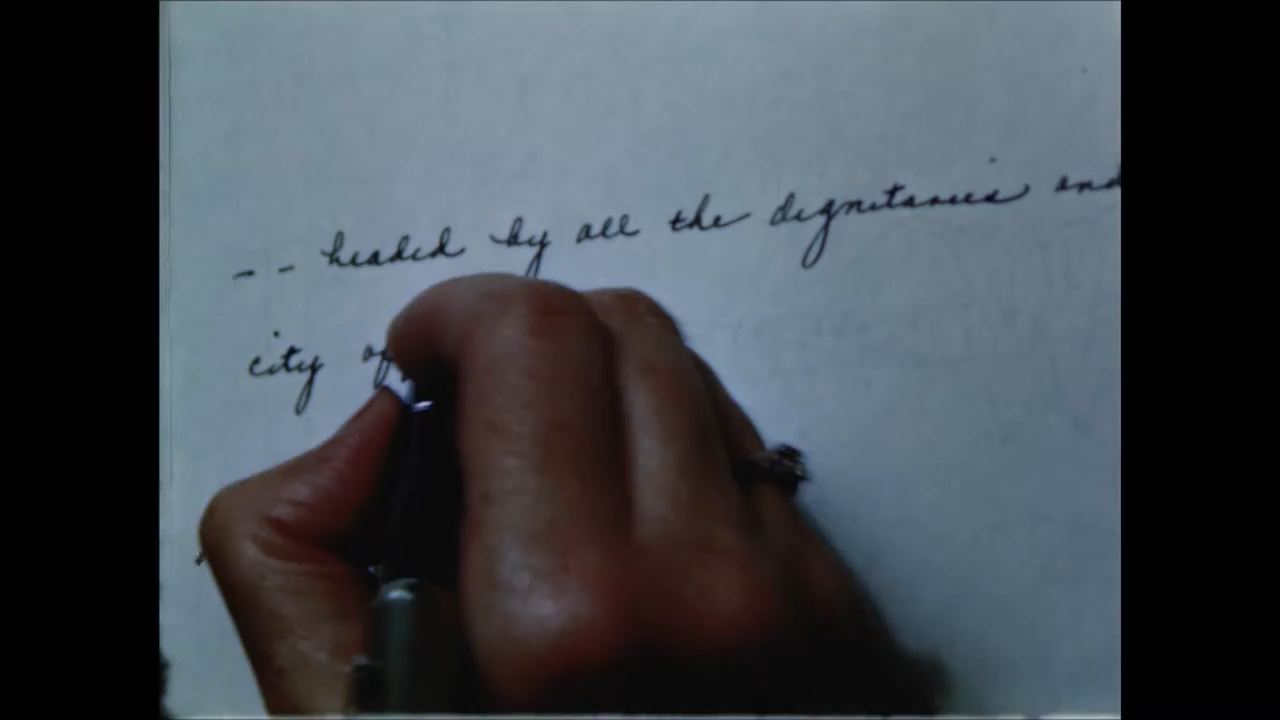 -- headed by all the dignitaries and
city of